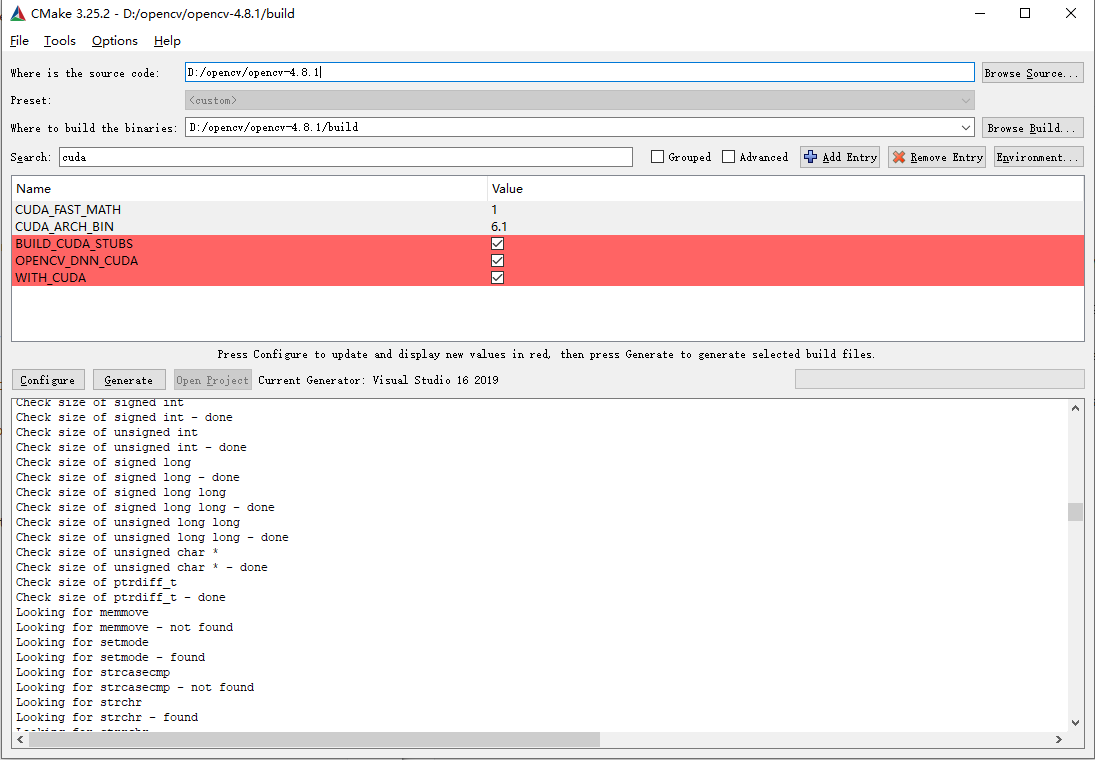 CMake 3.25.2 - D:/opencv/opencv-4.8.1/build
File Tools Options Help
Where is the source code: D:/opencv/opencv-4.8.1 Browse Source...
Preset: <custom>
Where to build the binaries: D:/opencv/opencv-4.8.1/build Browse Build...
Search: cuda Grouped Advanced Add Entry Remove Entry Environment...
Name Value
CUDA_FAST_MATH 1
CUDA_ARCH_BIN 6.1
BUILD_CUDA_STUBS
OPENCV_DNN_CUDA
WITH_CUDA
Press Configure to update and display new values in red, then press Generate to generate selected build files.
Configure Generate Open Project Current Generator: Visual Studio 16 2019
Check size of signed int
Check size of signed int - done
Check size of unsigned int
Check size of unsigned int - done
Check size of signed long
Check size of signed long - done
Check size of signed long long
Check size of signed long long - done
Check size of unsigned long long
Check size of unsigned long long - done
Check size of unsigned char *
Check size of unsigned char * - done
Check size of ptrdiff_t
Check size of ptrdiff_t - done
Looking for memmove
Looking for memmove - not found
Looking for setmode
Looking for setmode - found
Looking for strcasecmp
Looking for strcasecmp - not found
Looking for strchr
Looking for strchr - found
Looking for